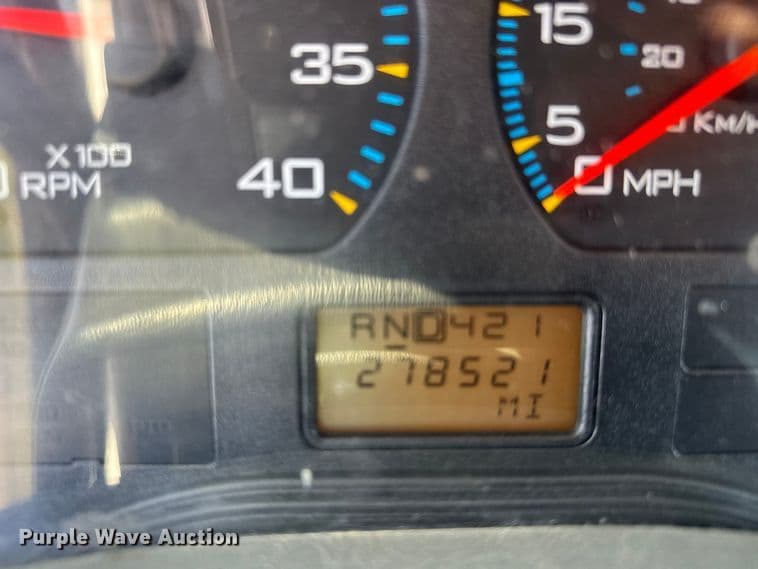 35
40
X100
RPM
15
20
5
0 MPH
KM/H
RND421
278521
MI
Purple Wave Auction